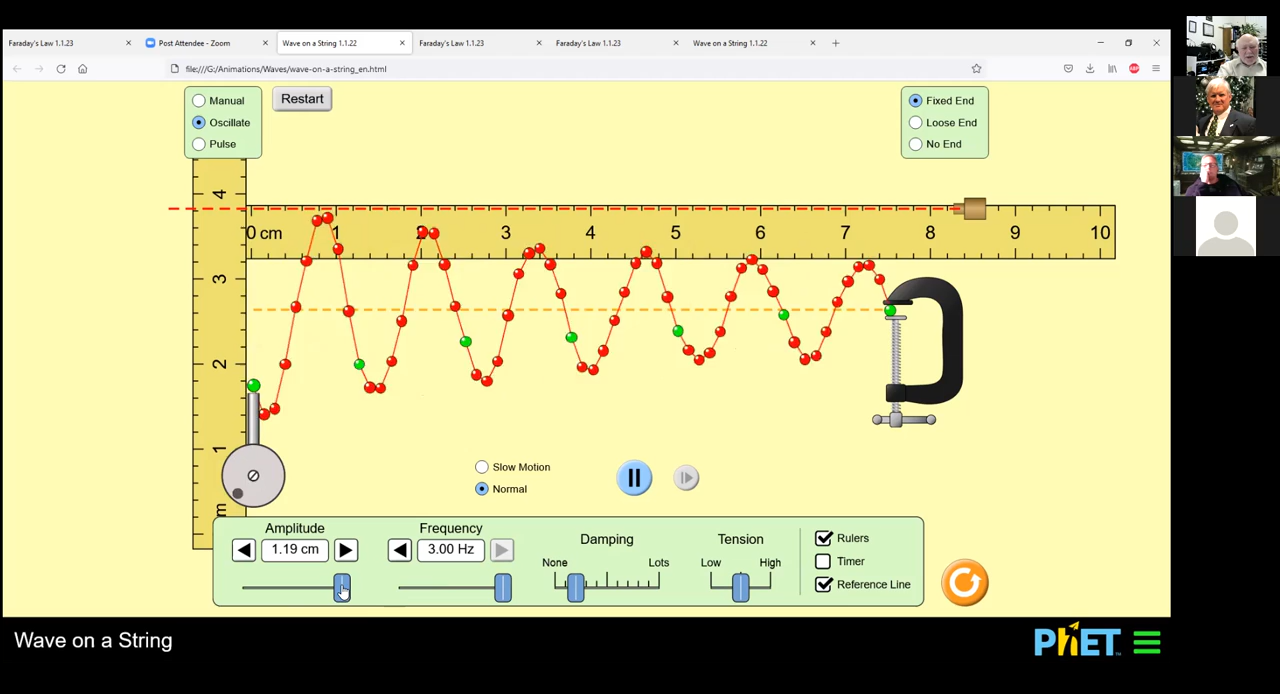 Faraday's Law 1.1.23 Post Attendee - Zoom Wave on a String 1.1.22 Faraday's Law 1.1.23 Faraday's Law 1.1.23 Wave on a String 1.1.22
file:///G:/Animations/Waves/wave-on-a-string_en.html
Manual
Oscillate
Pulse
Restart
Fixed End
Loose End
No End
4
3
2
1
0 cm 1 2 3 4 5 6 7 8 9 10
Slow Motion
Normal
Amplitude
1.19 cm
Frequency
3.00 Hz
Damping
None Lots
Tension
Low High
Rulers
Timer
Reference Line
Wave on a String
PhET